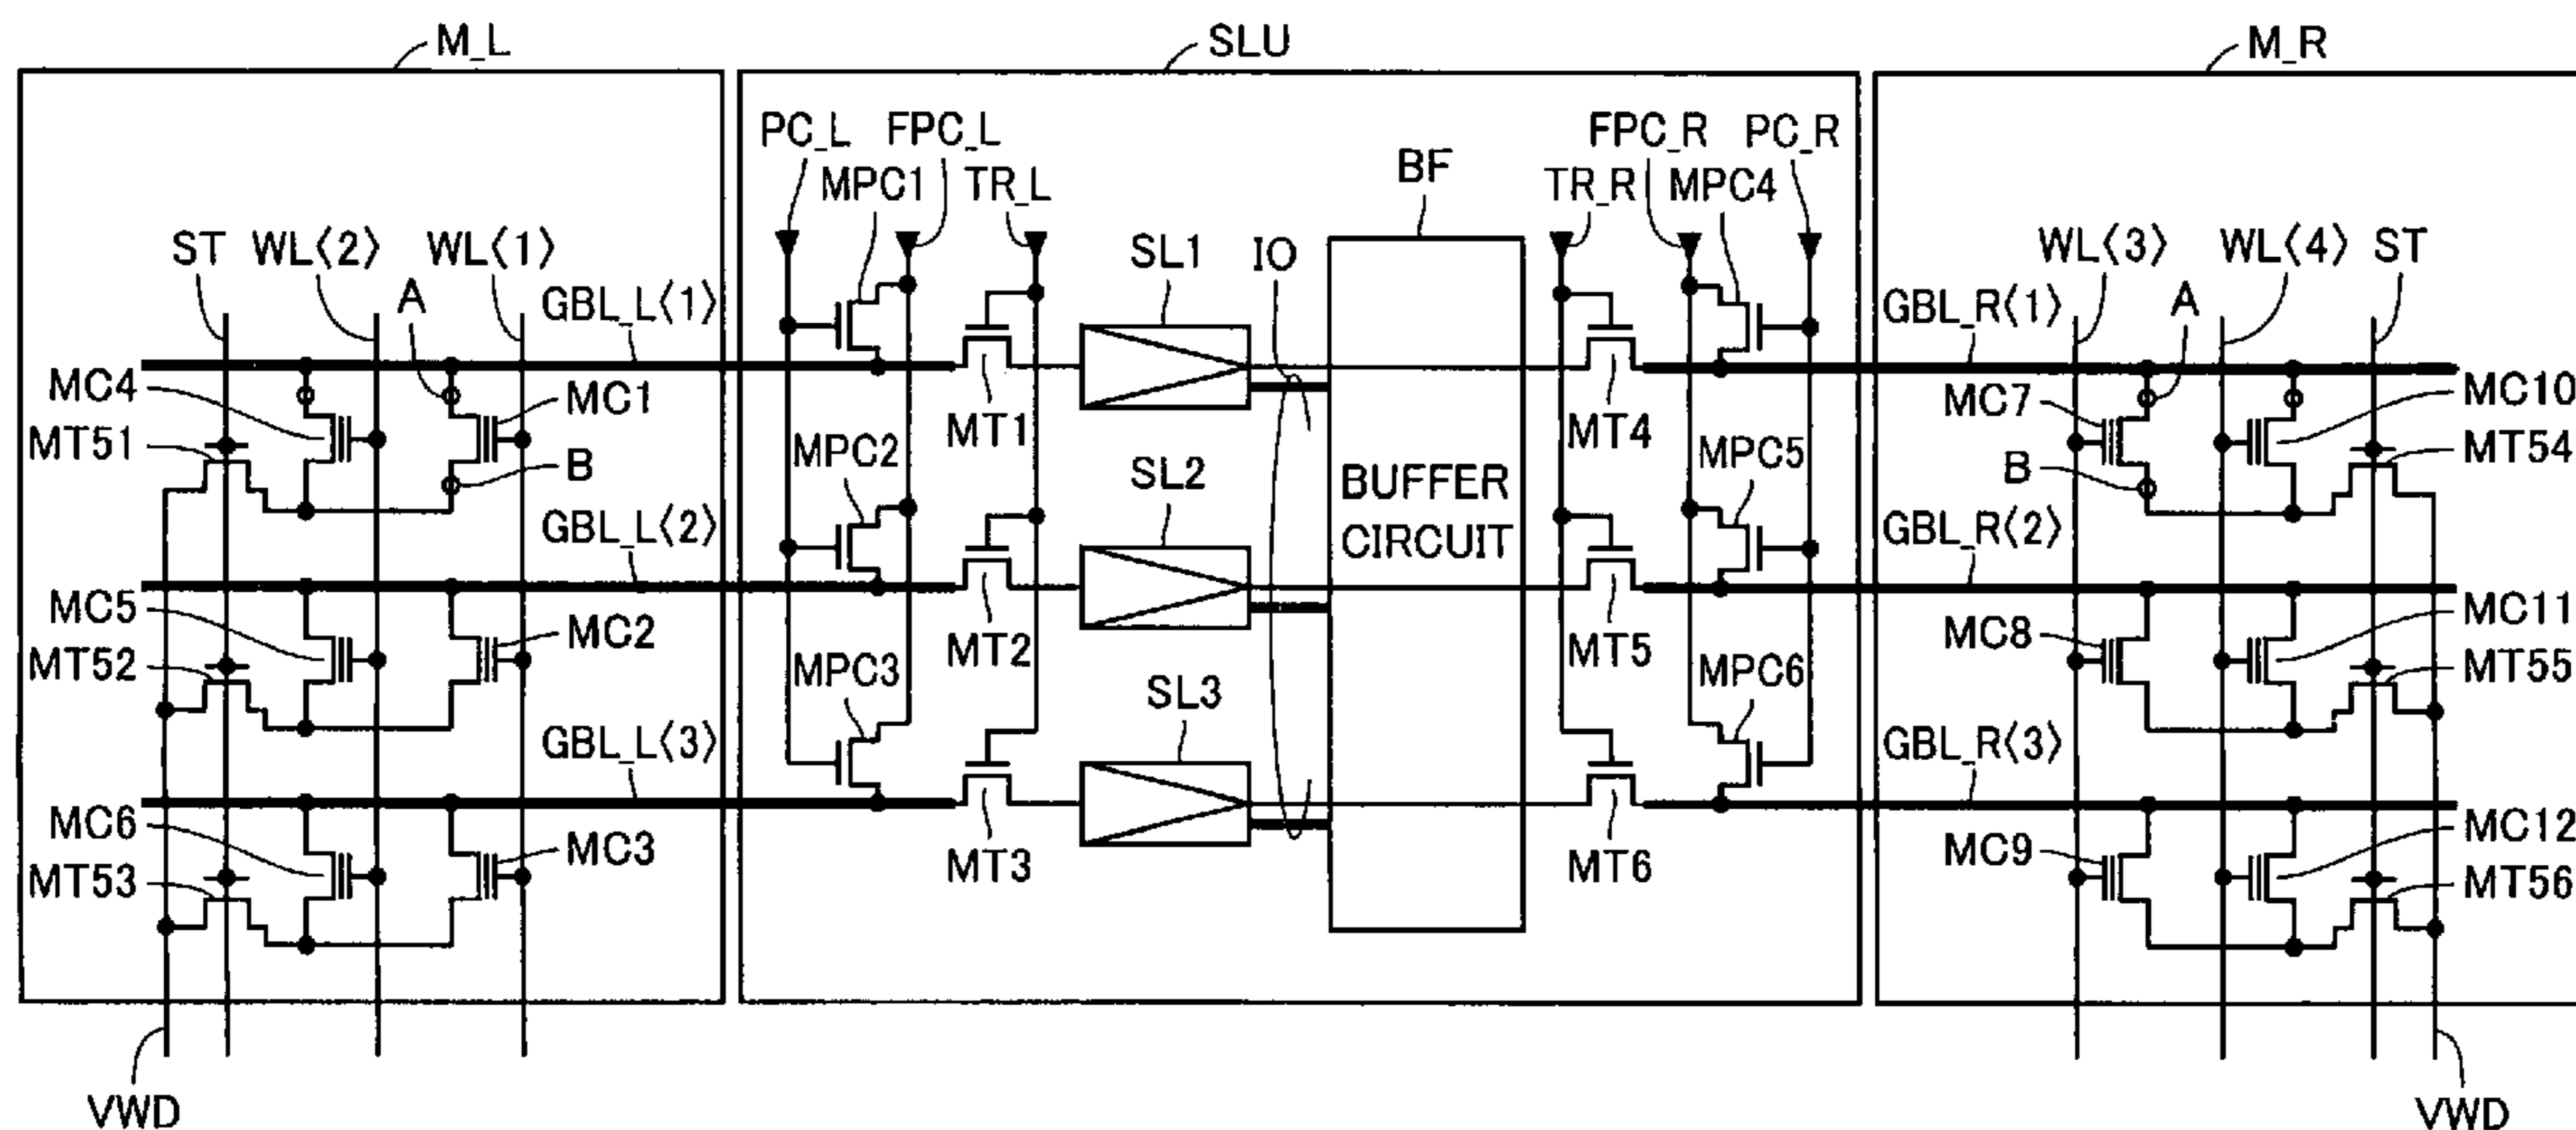 M_L
SLU
M_R
PC_L
FPC_L
MPC1
TR_L
BF
TR_R
FPC_R
MPC4
PC_R
ST
WL⟨2⟩
A
WL⟨1⟩
GBL_L⟨1⟩
SL1
IO
GBL_R⟨1⟩
WL⟨3⟩
A
WL⟨4⟩
ST
MC4
MC1
MT51
B
MT1
MT4
MC7
MC10
MT54
B
MPC2
GBL_L⟨2⟩
SL2
BUFFER
CIRCUIT
MPC5
GBL_R⟨2⟩
MC5
MC2
MT52
MT2
MT5
MC8
MC11
MT55
MPC3
GBL_L⟨3⟩
SL3
MPC6
GBL_R⟨3⟩
MC6
MC3
MT53
MT3
MT6
MC9
MC12
MT56
VWD
VWD